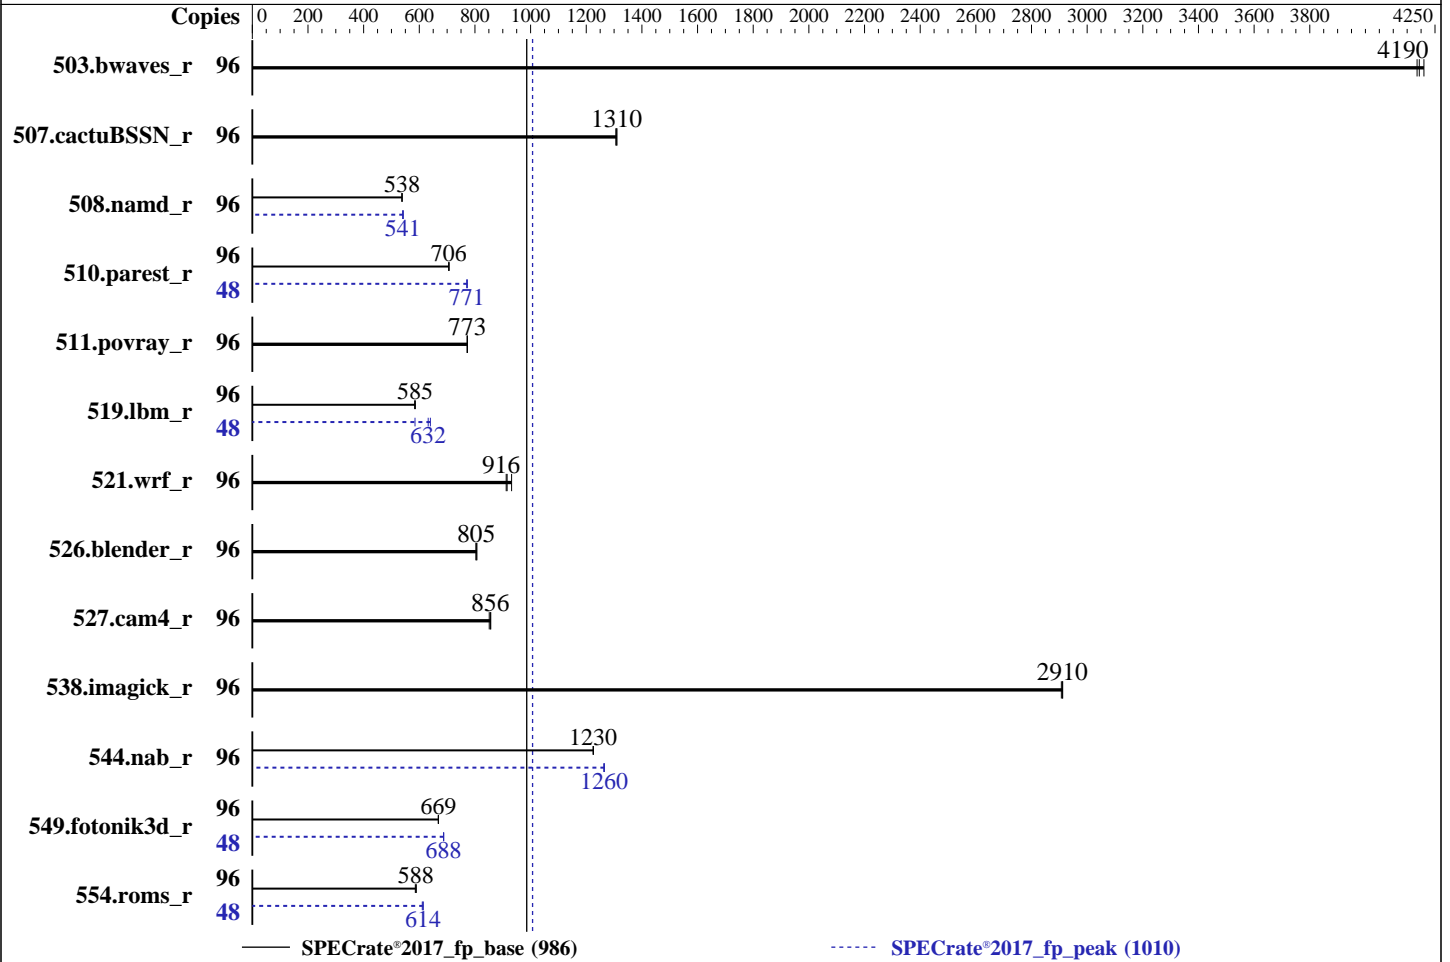 Copies 0 200 400 600 800 1000 1200 1400 1600 1800 2000 2200 2400 2600 2800 3000 3200 3400 3600 3800 4250
503.bwaves_r 96 4190
507.cactuBSSN_r 96 1310
508.namd_r 96 538
541
510.parest_r 96 706
48 771
511.povray_r 96 773
519.lbm_r 96 585
48 632
521.wrf_r 96 916
526.blender_r 96 805
527.cam4_r 96 856
538.imagick_r 96 2910
544.nab_r 96 1230
1260
549.fotonik3d_r 96 669
48 688
554.roms_r 96 588
48 614
SPECrate®2017_fp_base (986) SPECrate®2017_fp_peak (1010)